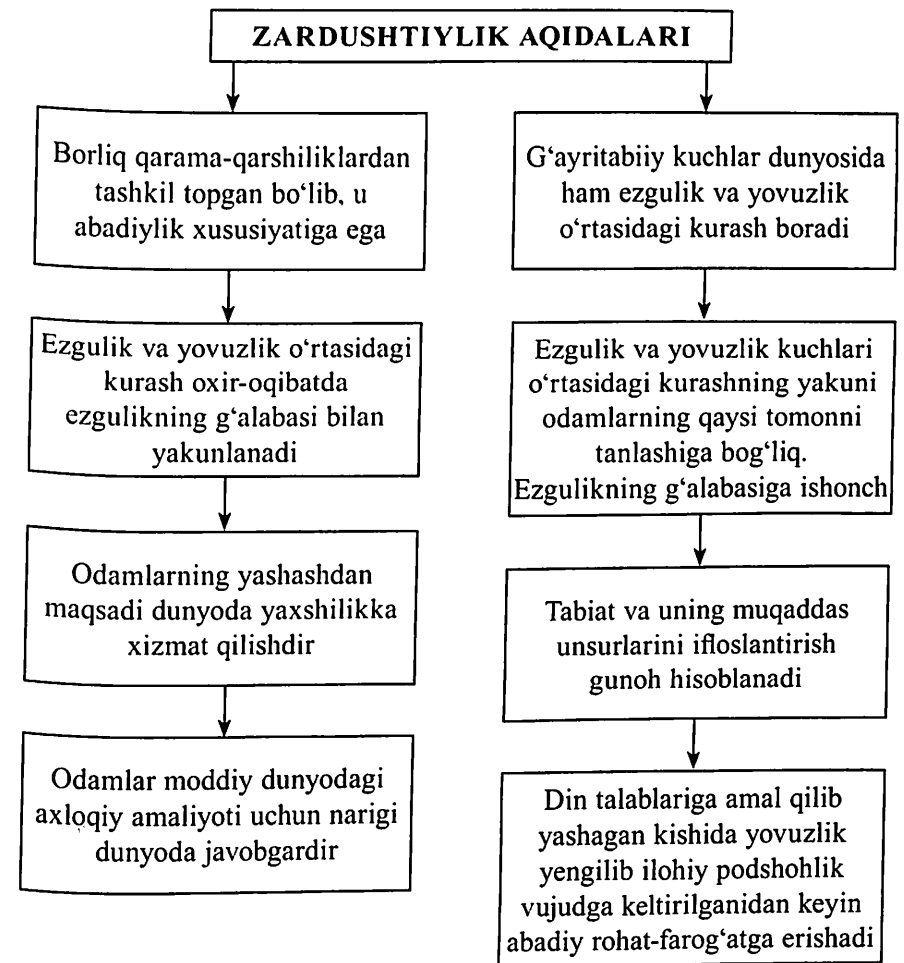 ZARDUSHTIYLIK AQIDALARI
Borliq qarama-qarshiliklardan
tashkil topgan bo‘lib, u
abadiylik xususiyatiga ega
Ezgulik va yovuzlik o‘rtasidagi
kurash oxir-oqibatda
ezgulikning g‘alabasi bilan
yakunlanadi
Odamlarning yashashdan
maqsadi dunyoda yaxshilikka
xizmat qilishdir
Odamlar moddiy dunyodagi
axloqiy amaliyoti uchun narigi
dunyoda javobgardir
G‘ayritabiiy kuchlar dunyosida
ham ezgulik va yovuzlik
o‘rtasidagi kurash boradi
Ezgulik va yovuzlik kuchlari
o‘rtasidagi kurashning yakuni
odamlarning qaysi tomonni
tanlashiga bog‘liq.
Ezgulikning g‘alabasiga ishonch
Tabiat va uning muqaddas
unsurlarini ifloslantirish
gunoh hisoblanadi
Din talablariga amal qilib
yashagan kishida yovuzlik
yengilib ilohiy podshohlik
vujudga keltirilganidan keyin
abadiy rohat-farog‘atga erishadi